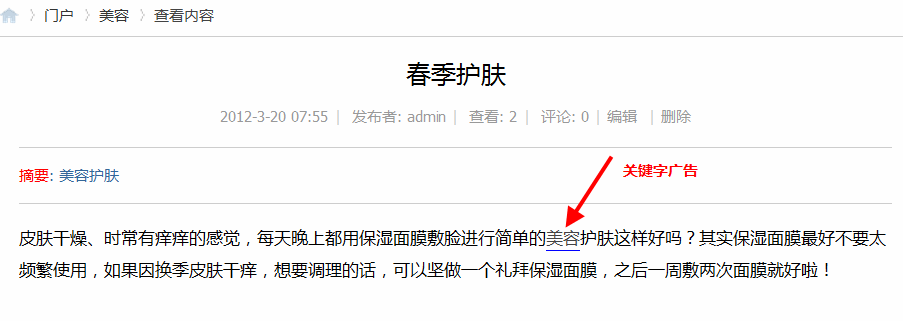 〉门户 〉美容 〉查看内容
春季护肤
2012-3-20 07:55 | 发布者: admin | 查看: 2 | 评论: 0 | 编辑 | 删除
摘要: 美容护肤
关键字广告
皮肤干燥、时常有痒痒的感觉，每天晚上都用保湿面膜敷脸进行简单的美容护肤这样好吗？其实保湿面膜最好不要太
频繁使用，如果因换季皮肤干痒，想要调理的话，可以坚做一个礼拜保湿面膜，之后一周敷两次面膜就好啦！